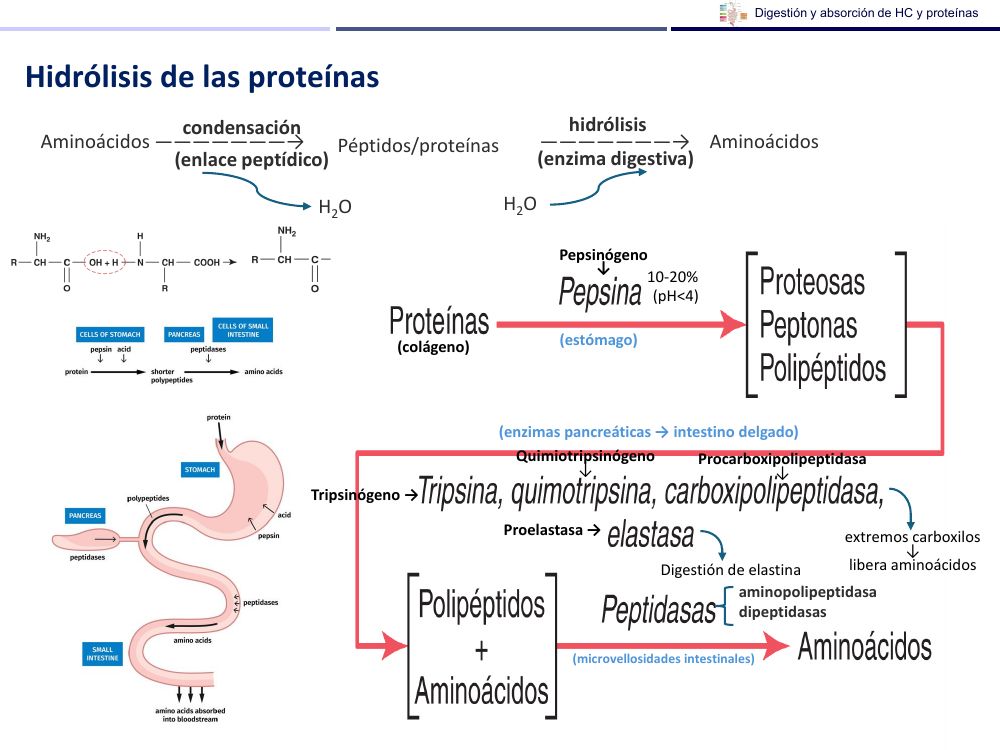 Digestión y absorción de HC y proteínas
Hidrólisis de las proteínas
Aminoácidos
condensación
(enlace peptídico)
Péptidos/proteínas
hidrólisis
(enzima digestiva)
Aminoácidos
H2O
H2O
NH2
R—CH—C—OH + H—N—CH—COOH
H
O
R
NH2
R—CH—C—
O
CELLS OF STOMACH
PANCREAS
CELLS OF SMALL
INTESTINE
pepsin acid
peptidases
protein
shorter
polypeptides
amino acids
Pepsinógeno
Pepsina
10-20%
(pH<4)
Proteínas
(colágeno)
(estómago)
Proteosas
Peptonas
Polipéptidos
(enzimas pancreáticas → intestino delgado)
Quimiotripsinógeno
Procarboxipolipeptidasa
Tripsinógeno →
Tripsina, quimotripsina, carboxipolipeptidasa,
Proelastasa →
elastasa
extremos carboxilos
libera aminoácidos
Digestión de elastina
Peptidasas
aminopolipeptidasa
dipeptidasas
Polipéptidos
+
Aminoácidos
(microvellosidades intestinales)
Aminoácidos
protein
STOMACH
polypeptides
PANCREAS
acid
pepsin
peptidases
peptidases
amino acids
SMALL
INTESTINE
amino acids absorbed
into bloodstream